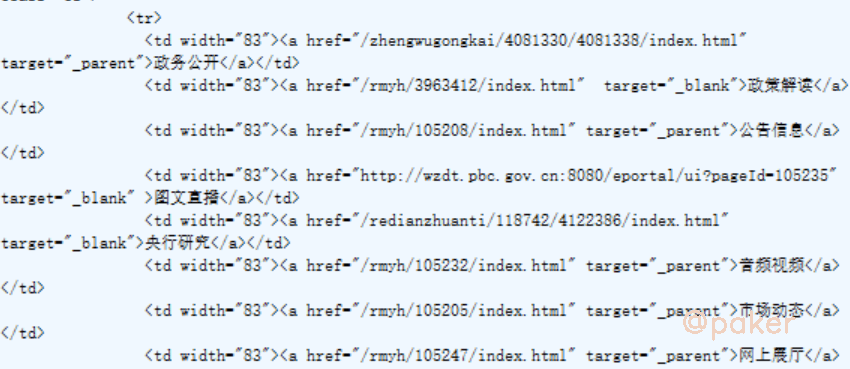 <tr>
<td width="83"><a href="/zhengwugongkai/4081330/4081338/index.html"
target="_parent">政务公开</a></td>
<td width="83"><a href="/rmyh/3963412/index.html"  target="_blank">政策解读</a>
</td>
<td width="83"><a href="/rmyh/105208/index.html" target="_parent">公告信息</a>
</td>
<td width="83"><a href="http://wzdt.pbc.gov.cn:8080/eportal/ui?pageId=105235"
target="_blank" >图文直播</a></td>
<td width="83"><a href="/redianzhuanti/118742/4122386/index.html"
target="_blank">央行研究</a></td>
<td width="83"><a href="/rmyh/105232/index.html" target="_parent">音频视频</a>
</td>
<td width="83"><a href="/rmyh/105205/index.html" target="_parent">市场动态</a>
</td>
@paker
<td width="83"><a href="/rmyh/105247/index.html" target="_parent">网上展厅</a>